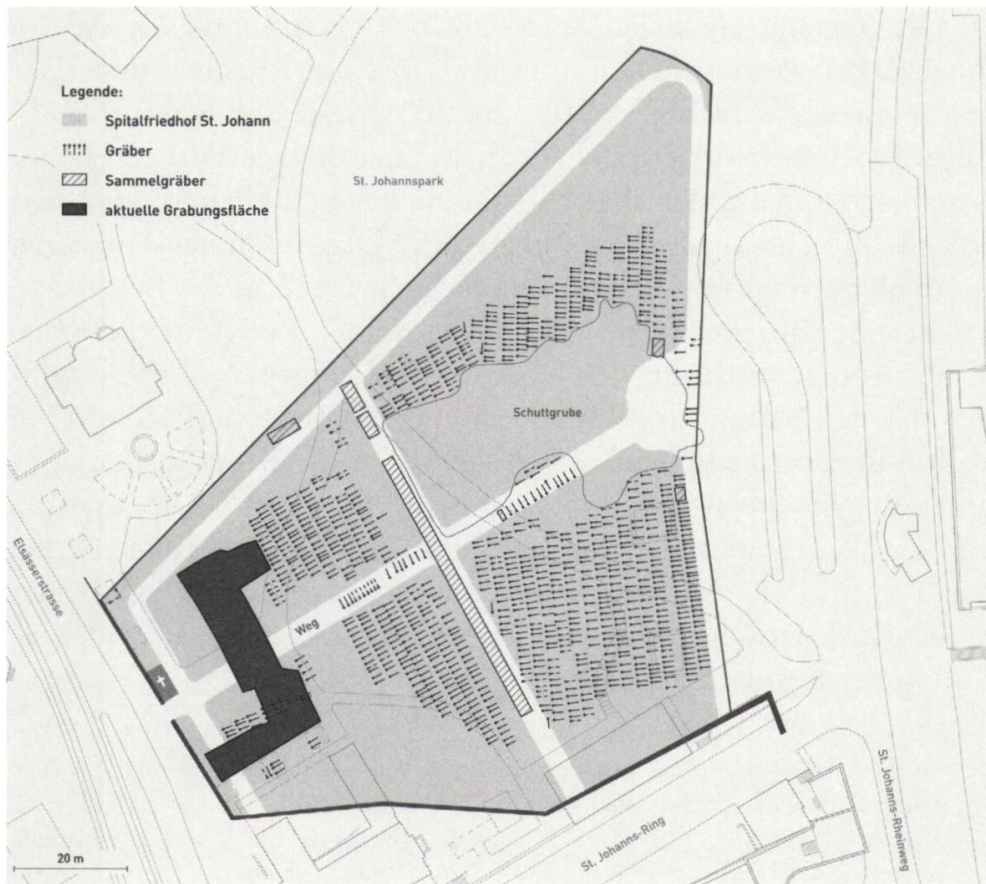 Legende:
Spitalfriedhof St. Johann
Gräber
Sammelgräber
aktuelle Grabungsfläche
St. Johannspark
Schuttgrube
Elsässerstrasse
Weg
St. Johanns-Ring
St. Johanns-Rheinweg
20 m